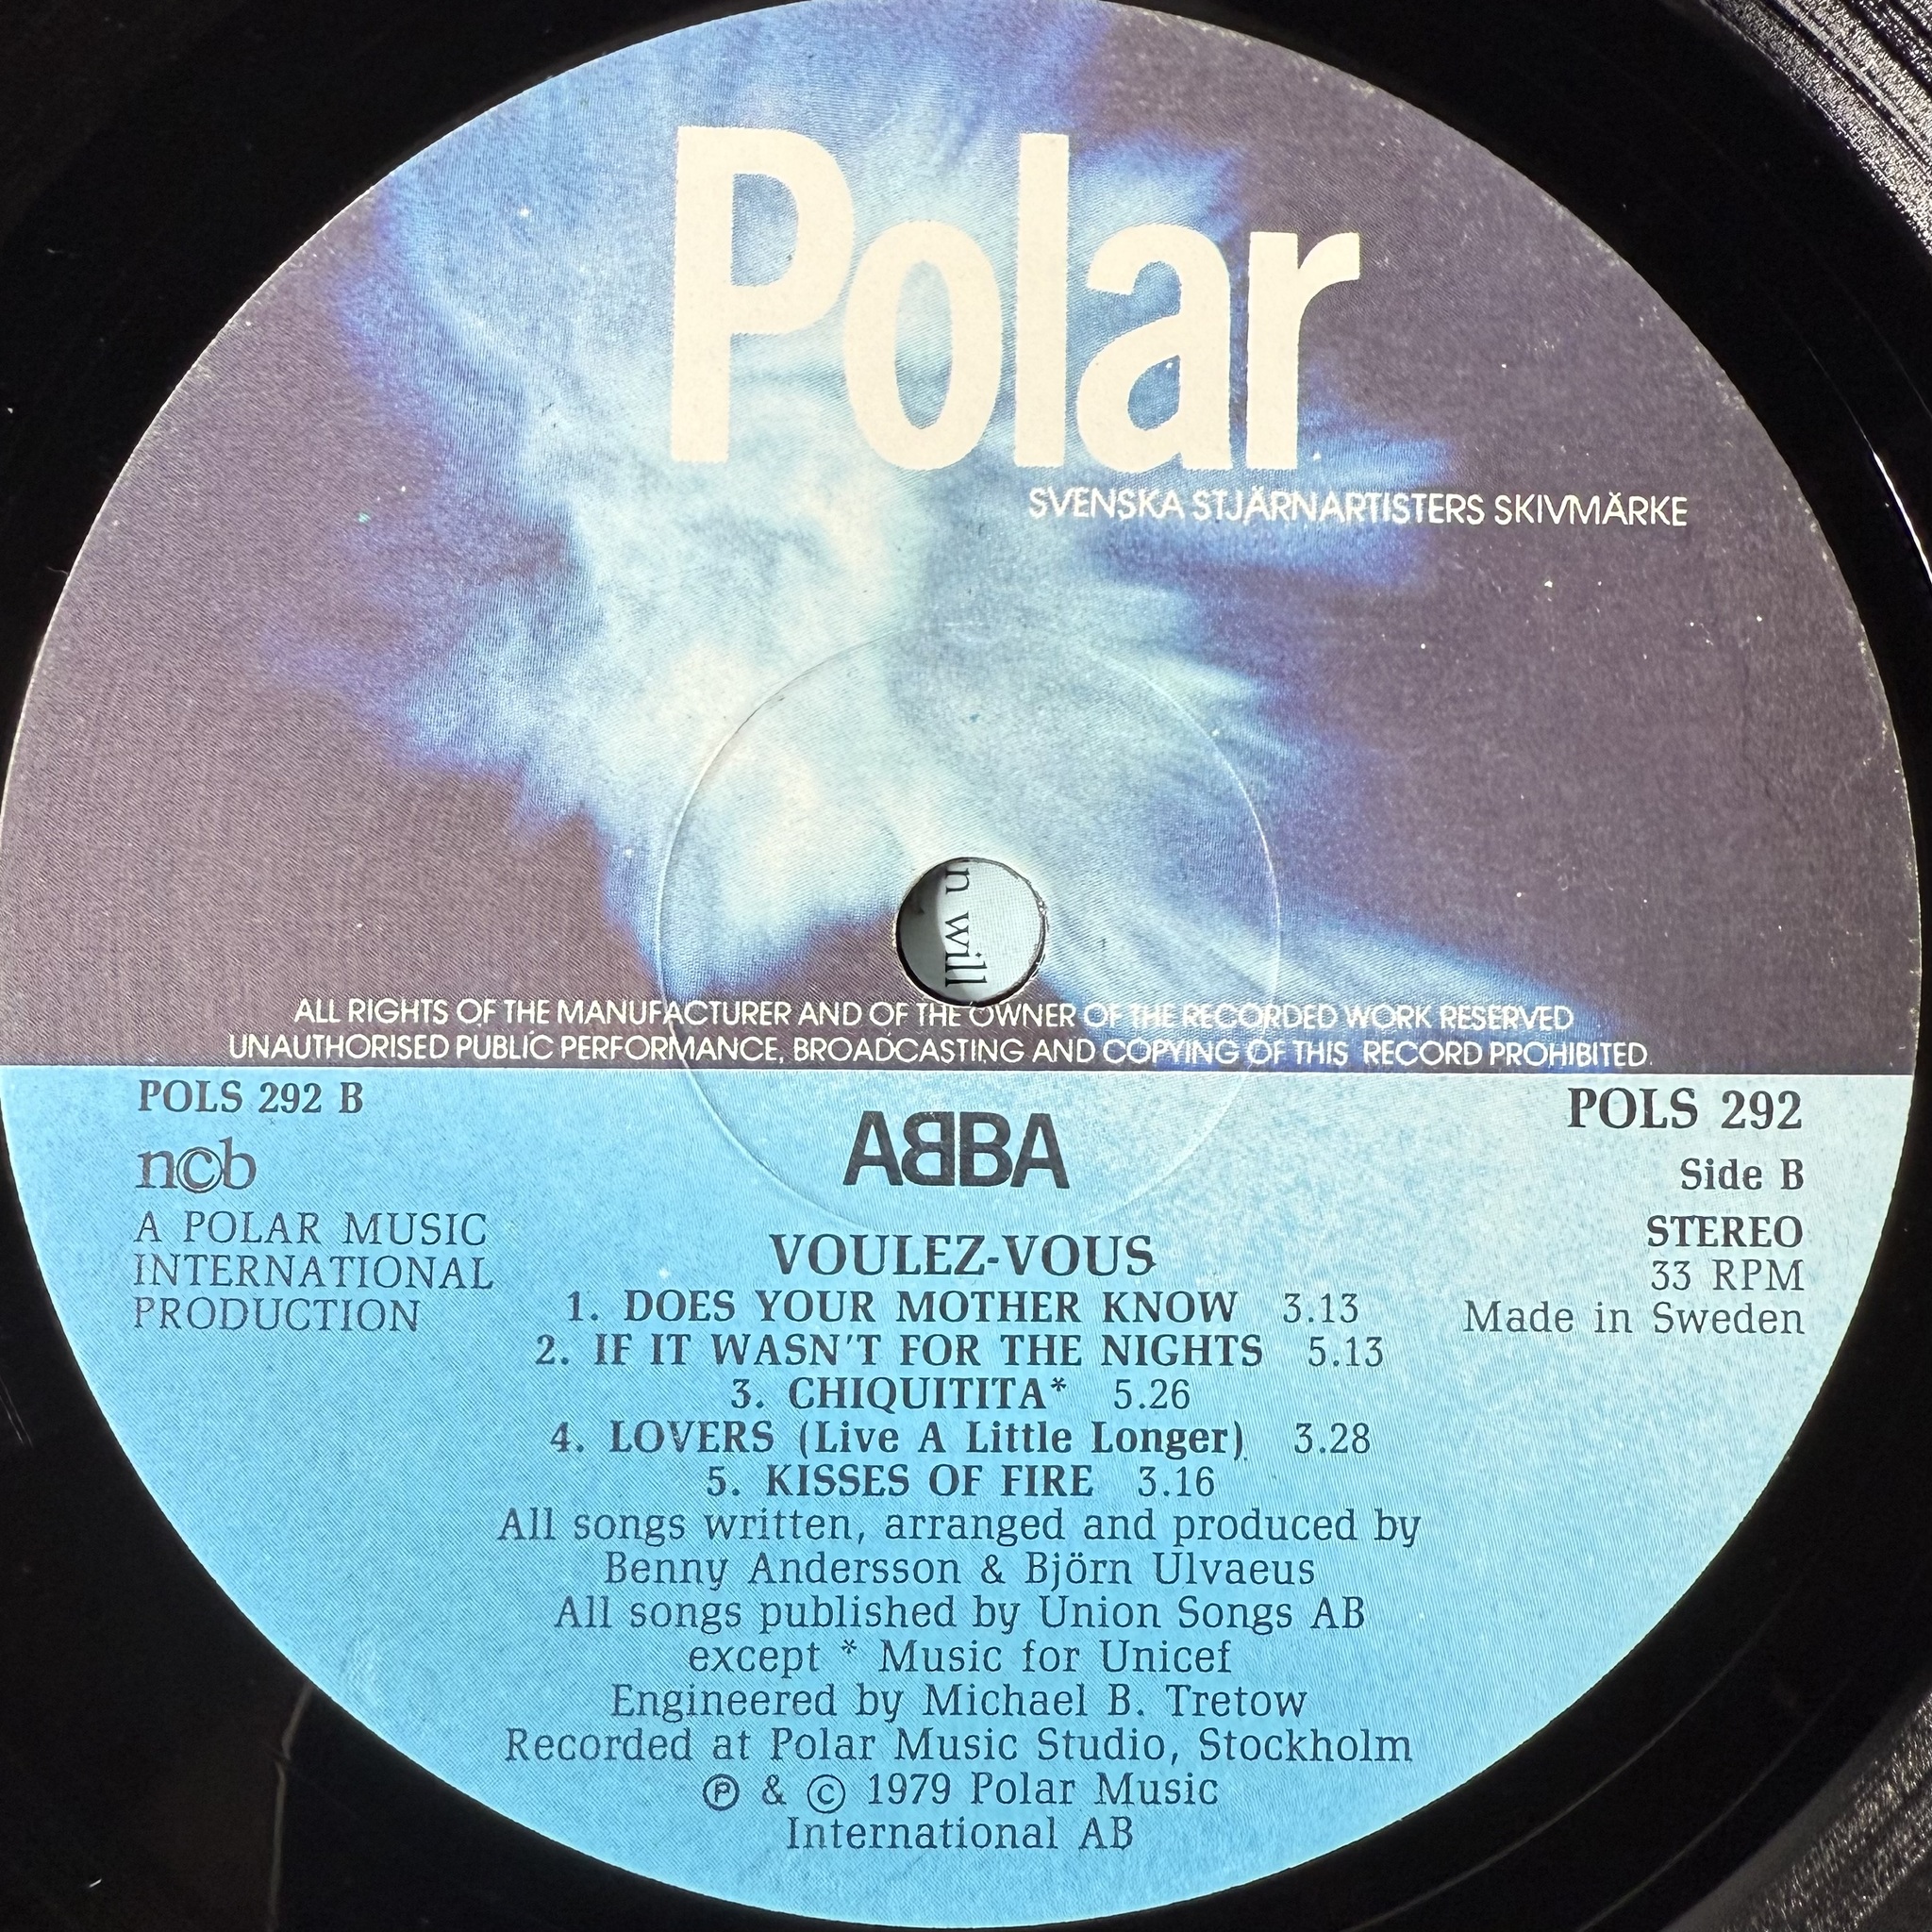 Polar
SVENSKA STJÄRNARTISTERS SKIVMÄRKE
n will
ALL RIGHTS OF THE MANUFACTURER AND OF THE OWNER OF THE RECORDED WORK RESERVED
UNAUTHORISED PUBLIC PERFORMANCE, BROADCASTING AND COPYING OF THIS RECORD PROHIBITED.
POLS 292 B
ncb
A POLAR MUSIC
INTERNATIONAL
PRODUCTION
POLS 292
Side B
STEREO
33 RPM
Made in Sweden
ABBA
VOULEZ-VOUS
1. DOES YOUR MOTHER KNOW 3.13
2. IF IT WASN'T FOR THE NIGHTS 5.13
3. CHIQUITITA* 5.26
4. LOVERS (Live A Little Longer) 3.28
5. KISSES OF FIRE 3.16
All songs written, arranged and produced by
Benny Andersson & Björn Ulvaeus
All songs published by Union Songs AB
except * Music for Unicef
Engineered by Michael B. Tretow
Recorded at Polar Music Studio, Stockholm
℗ & © 1979 Polar Music
International AB